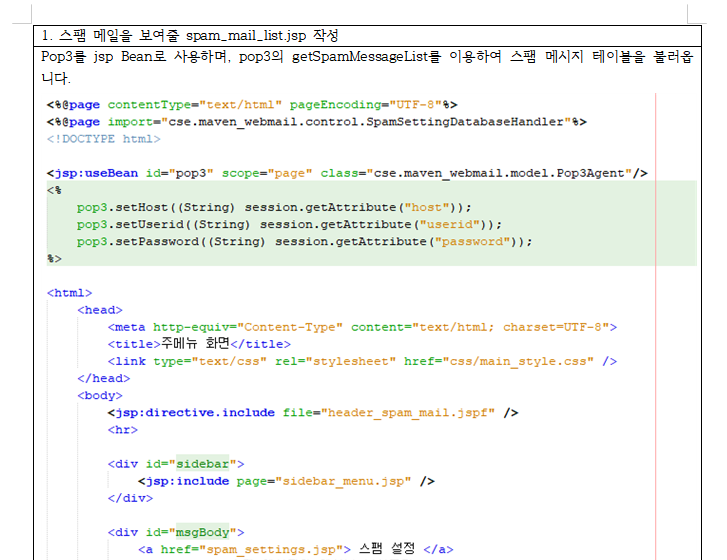 1. 스팸 메일을 보여줄 spam_mail_list.jsp 작성
Pop3를 jsp Bean로 사용하며, pop3의 getSpamMessageList를 이용하여 스팸 메시지 테이블을 불러옵
니다.
<%@page contentType="text/html" pageEncoding="UTF-8"%>
<%@page import="cse.maven_webmail.control.SpamSettingDatabaseHandler"%>
<!DOCTYPE html>
<jsp:useBean id="pop3" scope="page" class="cse.maven_webmail.model.Pop3Agent"/>
<%
pop3.setHost((String) session.getAttribute("host"));
pop3.setUserid((String) session.getAttribute("userid"));
pop3.setPassword((String) session.getAttribute("password"));
%>
<html>
<head>
<meta http-equiv="Content-Type" content="text/html; charset=UTF-8">
<title>주메뉴 화면</title>
<link type="text/css" rel="stylesheet" href="css/main_style.css" />
</head>
<body>
<jsp:directive.include file="header_spam_mail.jspf" />
<hr>
<div id="sidebar">
<jsp:include page="sidebar_menu.jsp" />
</div>
<div id="msgBody">
<a href="spam_settings.jsp"> 스팸 설정 </a>